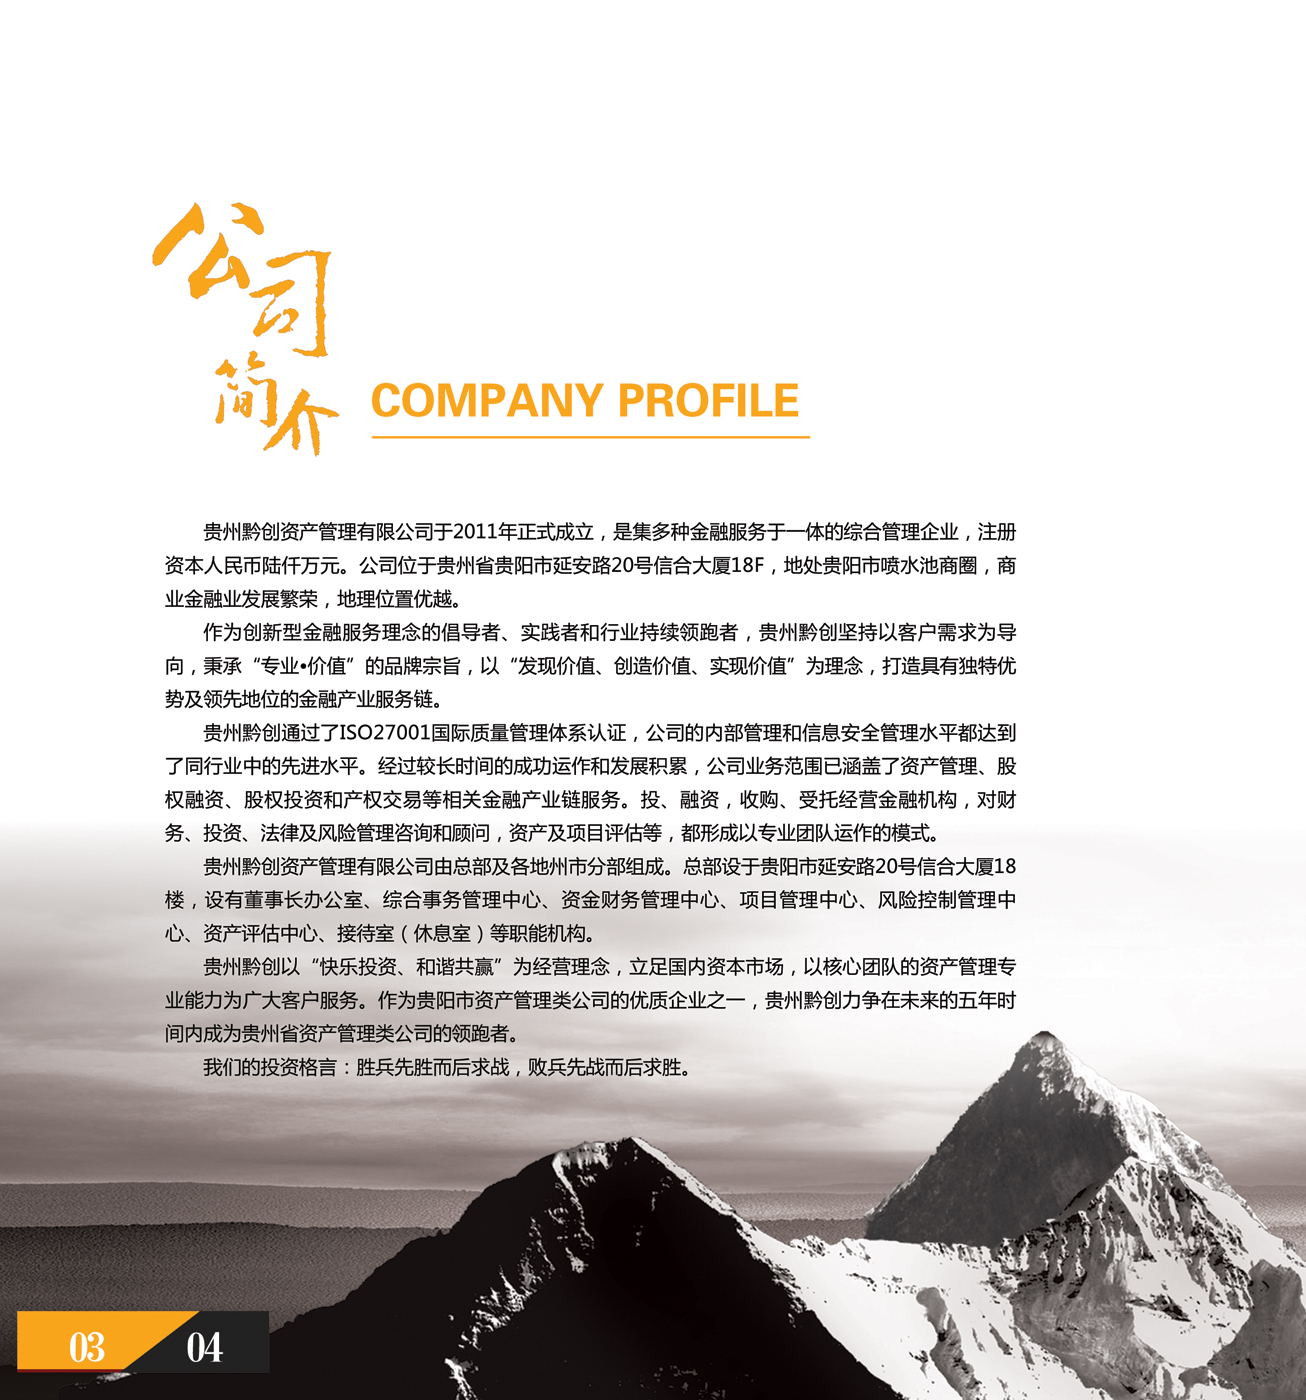 公司
简介
COMPANY PROFILE
贵州黔创资产管理有限公司于2011年正式成立，是集多种金融服务于一体的综合管理企业，注册
资本人民币陆仟万元。公司位于贵州省贵阳市延安路20号信合大厦18F，地处贵阳市喷水池商圈，商
业金融业发展繁荣，地理位置优越。
作为创新型金融服务理念的倡导者、实践者和行业持续领跑者，贵州黔创坚持以客户需求为导
向，秉承“专业•价值”的品牌宗旨，以“发现价值、创造价值、实现价值”为理念，打造具有独特优
势及领先地位的金融产业服务链。
贵州黔创通过了ISO27001国际质量管理体系认证，公司的内部管理和信息安全管理水平都达到
了同行业中的先进水平。经过较长时间的成功运作和发展积累，公司业务范围已涵盖了资产管理、股
权融资、股权投资和产权交易等相关金融产业链服务。投、融资，收购、受托经营金融机构，对财
务、投资、法律及风险管理咨询和顾问，资产及项目评估等，都形成以专业团队运作的模式。
贵州黔创资产管理有限公司由总部及各地州市分部组成。总部设于贵阳市延安路20号信合大厦18
楼，设有董事长办公室、综合事务管理中心、资金财务管理中心、项目管理中心、风险控制管理中
心、资产评估中心、接待室（休息室）等职能机构。
贵州黔创以“快乐投资、和谐共赢”为经营理念，立足国内资本市场，以核心团队的资产管理专
业能力为广大客户服务。作为贵阳市资产管理类公司的优质企业之一，贵州黔创力争在未来的五年时
间内成为贵州省资产管理类公司的领跑者。
我们的投资格言：胜兵先胜而后求战，败兵先战而后求胜。
03 04